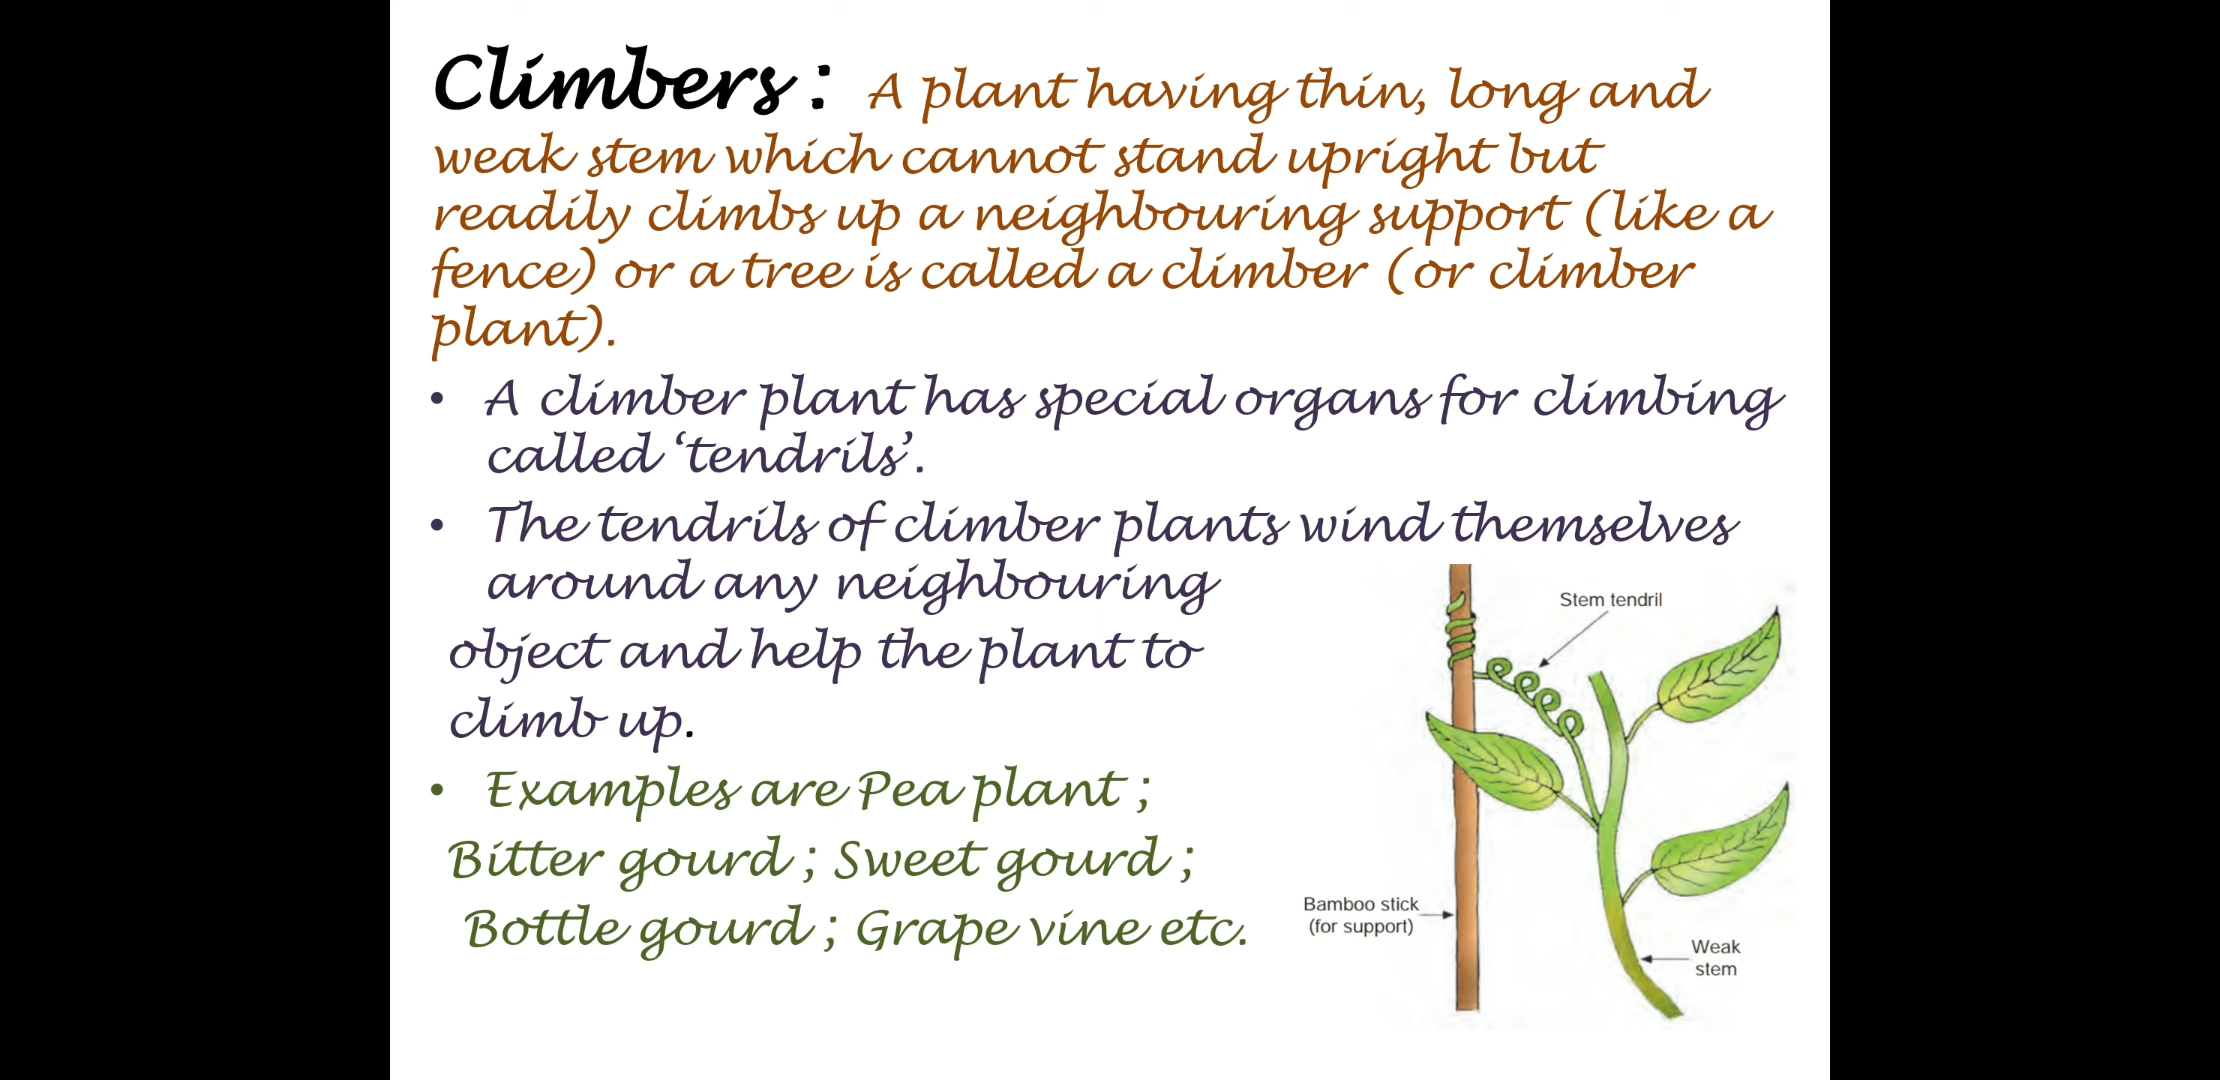 Climbers : A plant having thin, long and
weak stem which cannot stand upright but
readily climbs up a neighbouring support (like a
fence) or a tree is called a climber (or climber
plant).
• A climber plant has special organs for climbing
called ‘tendrils’.
• The tendrils of climber plants wind themselves
around any neighbouring
object and help the plant to
climb up.
• Examples are Pea plant ;
Bitter gourd ; Sweet gourd ;
Bottle gourd ; Grape vine etc.
Stem tendril
Bamboo stick
(for support)
Weak
stem